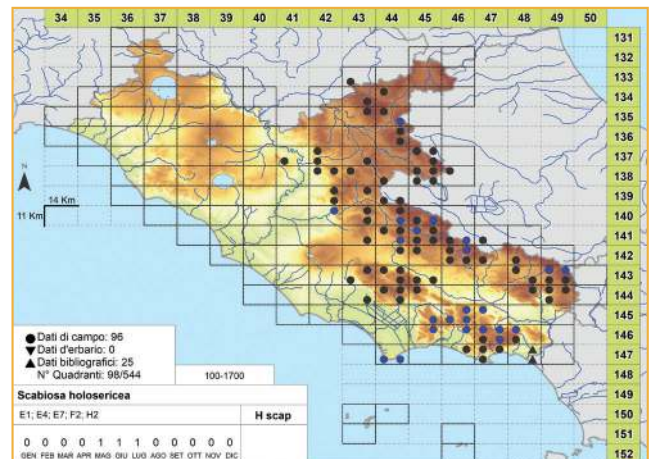 34 35 36 37 38 39 40 41 42 43 44 45 46 47 48 49 50
131
132
133
134
135
136
137
138
139
140
141
142
143
144
145
146
147
148
149
150
151
152
N
14 Km
11 Km
Dati di campo: 96
Dati d'erbario: 0
Dati bibliografici: 25
N° Quadranti: 98/544
100-1700
Scabiosa holosericea
E1; E4; E7; F2; H2
H scap
0 0 0 0 1 1 1 0 0 0 0 0
GEN FEB MAR APR MAG GIU LUG AGO SET OTT NOV DIC